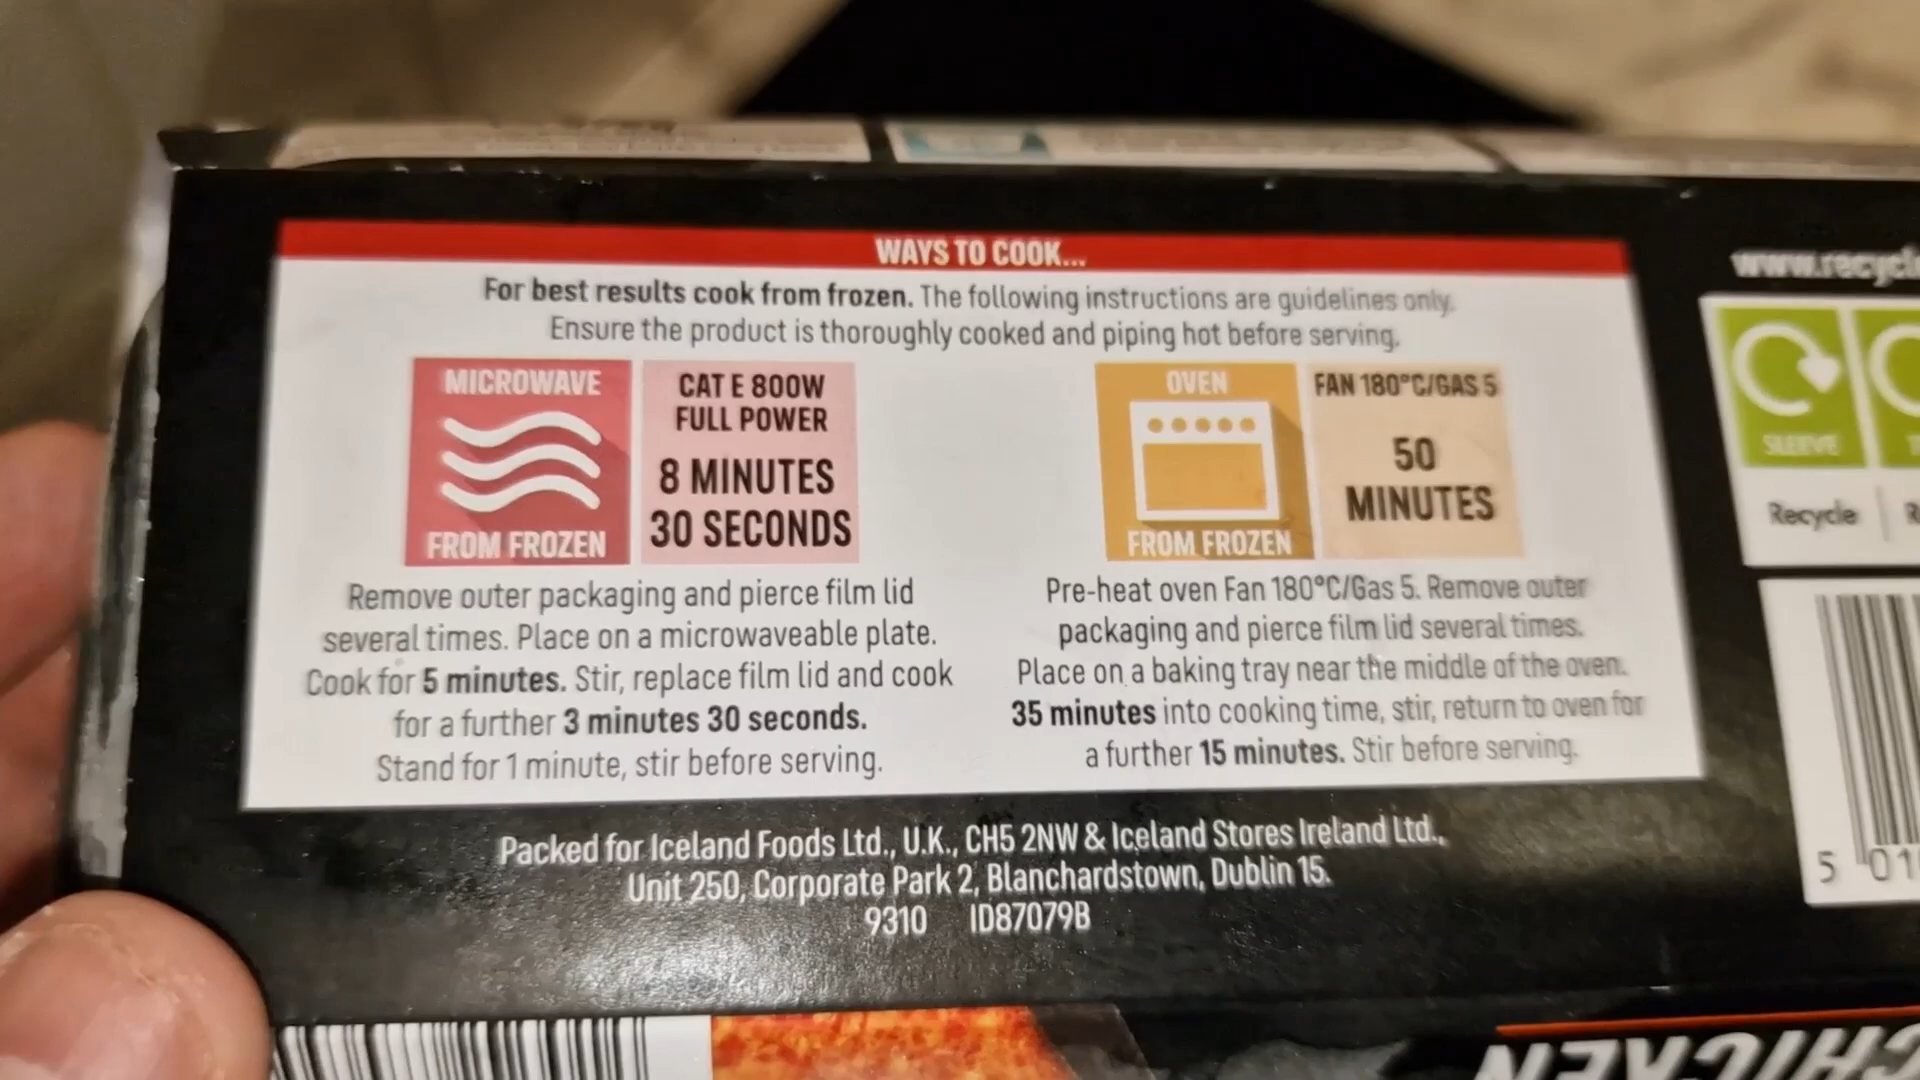 WAYS TO COOK...
For best results cook from frozen. The following instructions are guidelines only.
Ensure the product is thoroughly cooked and piping hot before serving.
MICROWAVE
FROM FROZEN
CAT E 800W
FULL POWER
8 MINUTES
30 SECONDS
Remove outer packaging and pierce film lid
several times. Place on a microwaveable plate.
Cook for 5 minutes. Stir, replace film lid and cook
for a further 3 minutes 30 seconds.
Stand for 1 minute, stir before serving.
OVEN
FROM FROZEN
FAN 180°C/GAS 5
50
MINUTES
Pre-heat oven Fan 180°C/Gas 5. Remove outer
packaging and pierce film lid several times.
Place on a baking tray near the middle of the oven.
35 minutes into cooking time, stir, return to oven for
a further 15 minutes. Stir before serving.
Packed for Iceland Foods Ltd., U.K., CH5 2NW & Iceland Stores Ireland Ltd.,
Unit 250, Corporate Park 2, Blanchardstown, Dublin 15.
9310 ID87079B
www.recycl
SLEEVE
Recycle
5 01
CHICKEN